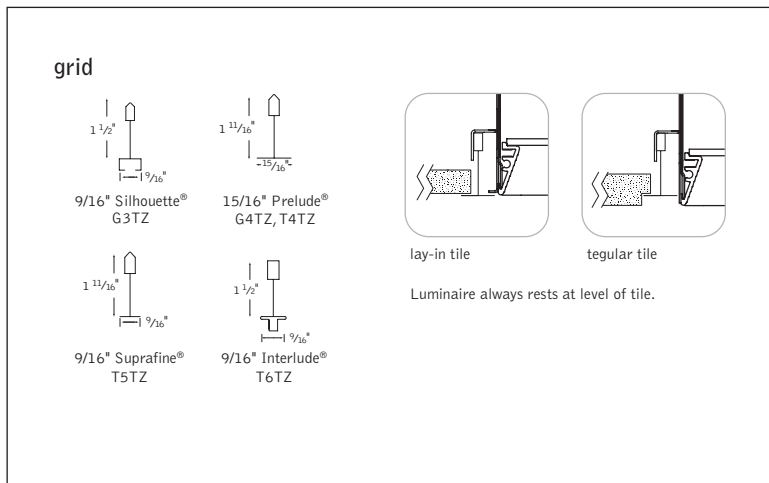 grid
1 1/2"
9/16"
9/16" Silhouette®
G3TZ
1 11/16"
15/16"
15/16" Prelude®
G4TZ, T4TZ
1 11/16"
9/16"
9/16" Suprafine®
T5TZ
1 1/2"
9/16"
9/16" Interlude®
T6TZ
lay-in tile
tegular tile
Luminaire always rests at level of tile.